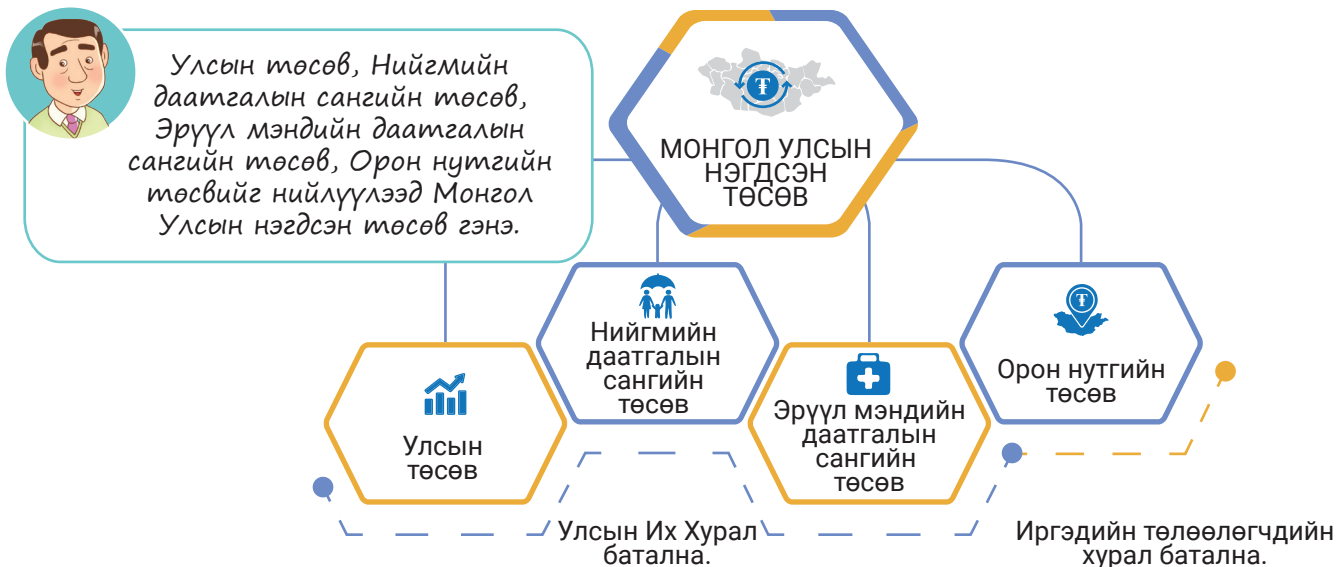 Улсын төсөв, Нийгмийн
даатгалын сангийн төсөв,
Эрүүл мэндийн даатгалын
сангийн төсөв, Орон нутгийн
төсвийг нийлүүлээд Монгол
Улсын нэгдсэн төсөв гэнэ.
₮
МОНГОЛ УЛСЫН
НЭГДСЭН
ТӨСӨВ
Улсын
төсөв
Нийгмийн
даатгалын
сангийн
төсөв
Эрүүл мэндийн
даатгалын
сангийн
төсөв
₮
Орон нутгийн
төсөв
Улсын Их Хурал
батална.
Иргэдийн төлөөлөгчдийн
хурал батална.